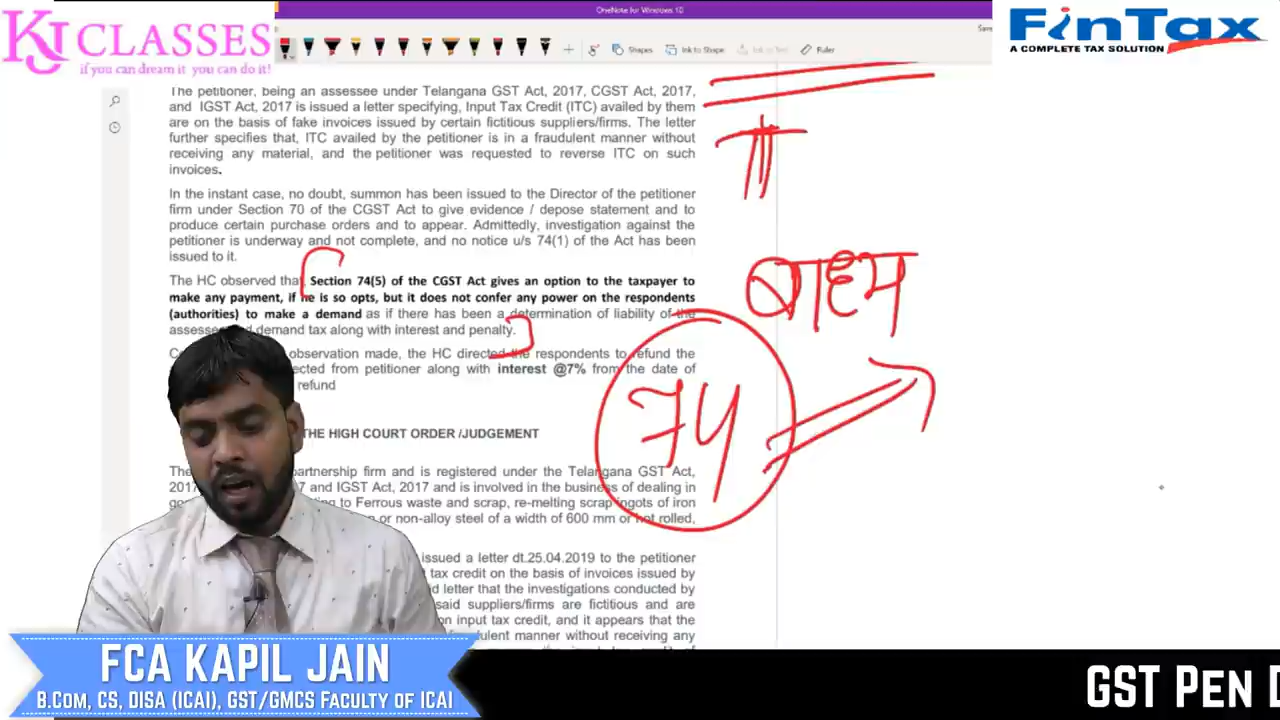 KJ CLASSES
if you can dream it you can do it!
OneNote for Windows 10
Shapes
Ink to Shape
Ink to Text
Ruler
FinTax
A COMPLETE TAX SOLUTION
The petitioner, being an assessee under Telangana GST Act, 2017, CGST Act, 2017,
and IGST Act, 2017 is issued a letter specifying, Input Tax Credit (ITC) availed by them
are on the basis of fake invoices issued by certain fictitious suppliers/firms. The letter
further specifies that, ITC availed by the petitioner is in a fraudulent manner without
receiving any material, and the petitioner was requested to reverse ITC on such
invoices.
In the instant case, no doubt, summon has been issued to the Director of the petitioner
firm under Section 70 of the CGST Act to give evidence / depose statement and to
produce certain purchase orders and to appear. Admittedly, investigation against the
petitioner is underway and not complete, and no notice u/s 74(1) of the Act has been
issued to it.
The HC observed that Section 74(5) of the CGST Act gives an option to the taxpayer to
make any payment, if he is so opts, but it does not confer any power on the respondents
(authorities) to make a demand as if there has been a determination of liability of the
demand tax along with interest and penalty.
observation made, the HC directed the respondents to refund the
from petitioner along with interest @7% from the date of
refund
74
THE HIGH COURT ORDER /JUDGEMENT
partnership firm and is registered under the Telangana GST Act,
and IGST Act, 2017 and is involved in the business of dealing in
to Ferrous waste and scrap, re-melting scrap ingots of iron
or non-alloy steel of a width of 600 mm or hot rolled,
issued a letter dt.25.04.2019 to the petitioner
tax credit on the basis of invoices issued by
letter that the investigations conducted by
said suppliers/firms are fictitious and are
on input tax credit, and it appears that the
manner without receiving any
FCA KAPIL JAIN
B.Com, CS, DISA (ICAI), GST/GMCS Faculty of ICAI
GST Pen D